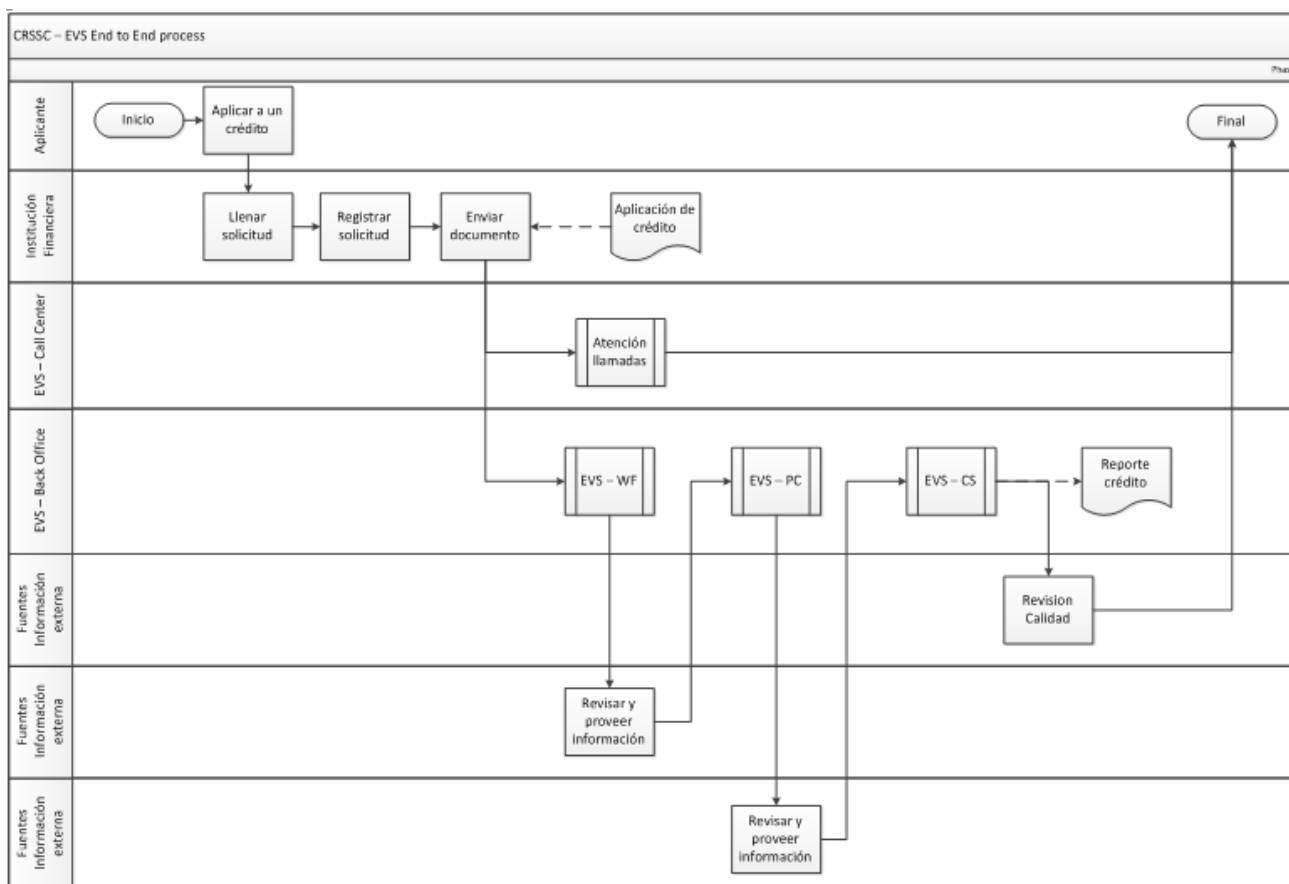 CRSSC – EVS End to End process
Phas
Aplicante
Inicio
Aplicar a un
crédito
Final
Institución
Financiera
Llenar
solicitud
Registrar
solicitud
Enviar
documento
Aplicación de
crédito
EVS – Call Center
Atención
llamadas
EVS – Back Office
EVS – WF
EVS – PC
EVS – CS
Reporte
crédito
Fuentes
Información
externa
Revision
Calidad
Fuentes
Información
externa
Revisar y
proveer
información
Fuentes
Información
externa
Revisar y
proveer
información